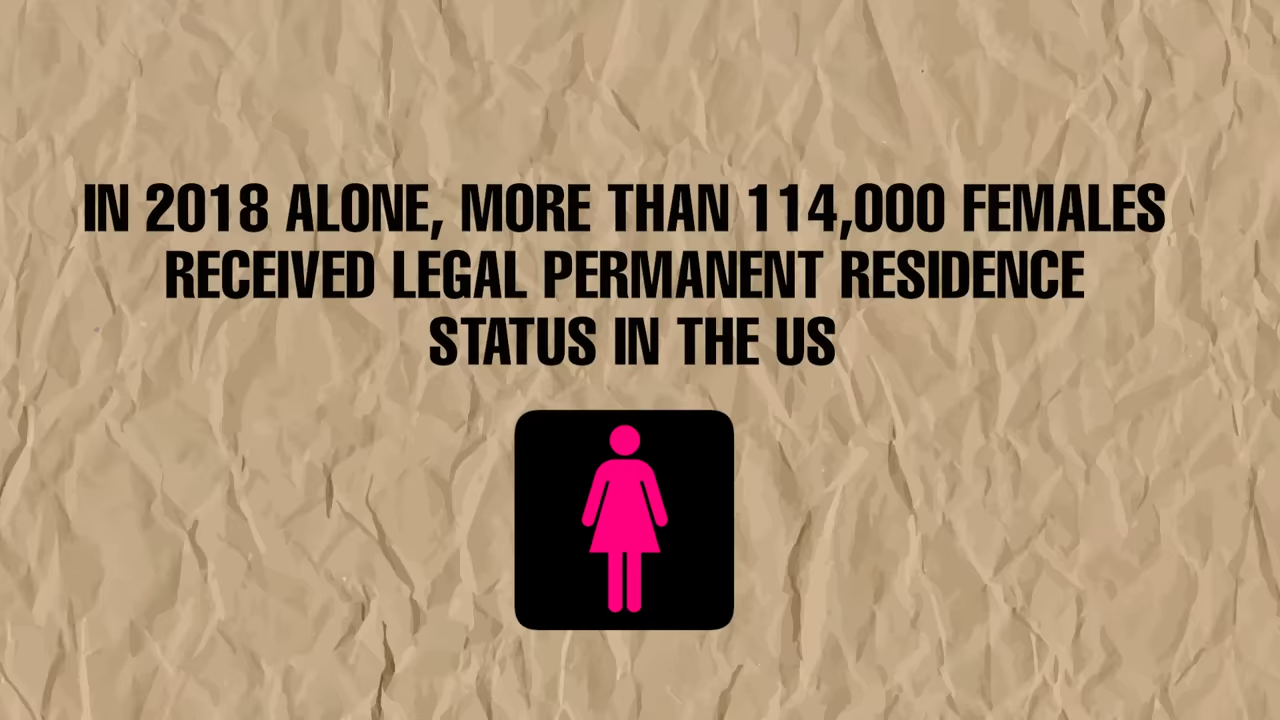 IN 2018 ALONE, MORE THAN 114,000 FEMALES
RECEIVED LEGAL PERMANENT RESIDENCE
STATUS IN THE US